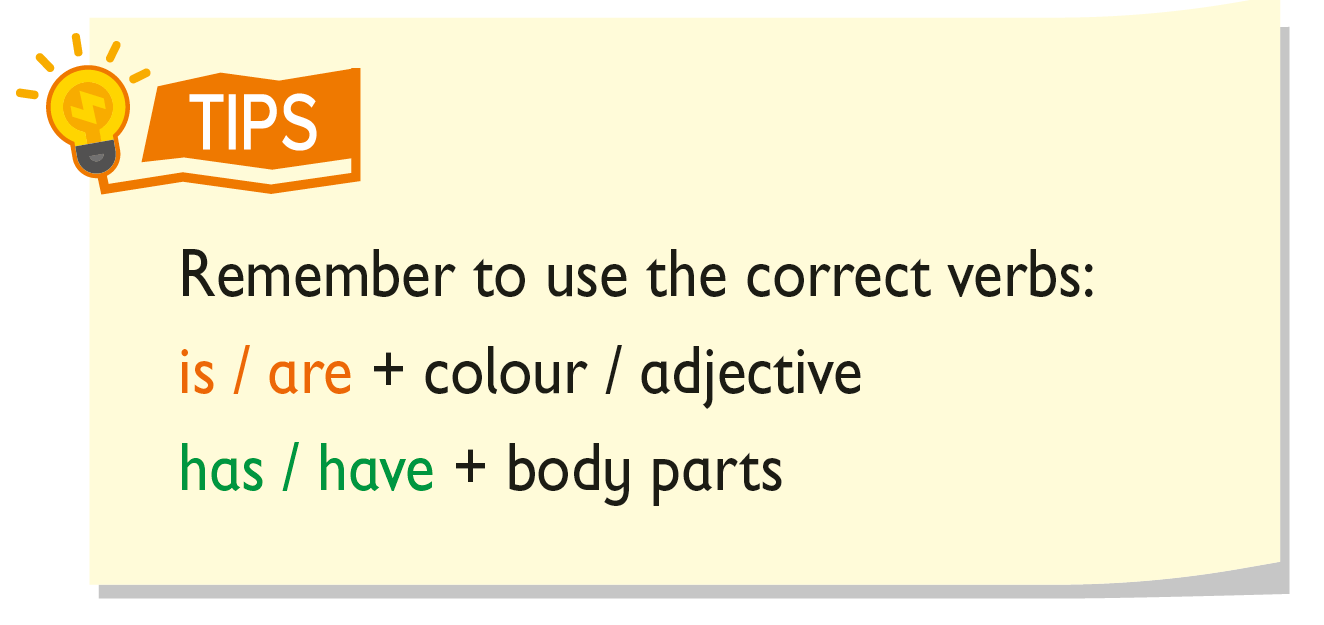 TIPS
Remember to use the correct verbs:
is / are + colour / adjective
has / have + body parts